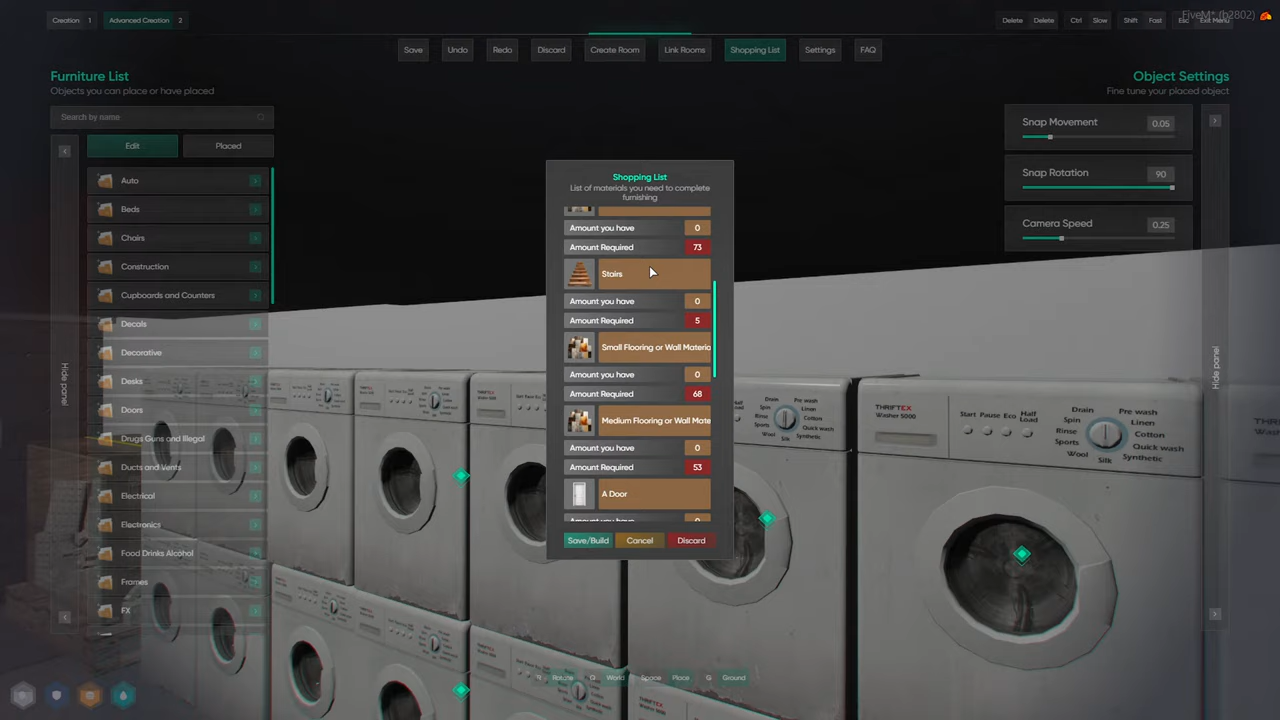 Creation 1 Advanced Creation 2
Delete Delete Ctrl Slow Shift Fast Esc Exit Menu
FiveM* (b2802)
Save Undo Redo Discard Create Room Link Rooms Shopping List Settings FAQ
Furniture List
Objects you can place or have placed
Search by name
Edit Placed
Auto
Beds
Chairs
Construction
Cupboards and Counters
Decals
Decorative
Desks
Doors
Drugs Guns and Illegal
Ducts and Vents
Electrical
Electronics
Food Drinks Alcohol
Frames
FX
Hide panel
Shopping List
List of materials you need to complete
furnishing
Amount you have 0
Amount Required 73
Stairs
Amount you have 0
Amount Required 5
Small Flooring or Wall Materia
Amount you have 0
Amount Required 68
Medium Flooring or Wall Mate
Amount you have 0
Amount Required 53
A Door
Amount you have 0
Save/Build Cancel Discard
Object Settings
Fine tune your placed object
Snap Movement 0.05
Snap Rotation 90
Camera Speed 0.25
Hide panel
THRIFTEX
Washer 5000
Start Pause Eco Half Load
Drain
Spin
Rinse
Sports
Wool
Silk
Synthetic
Quick wash
Cotton
Linen
Pre wash
R Rotate Q World Space Place G Ground